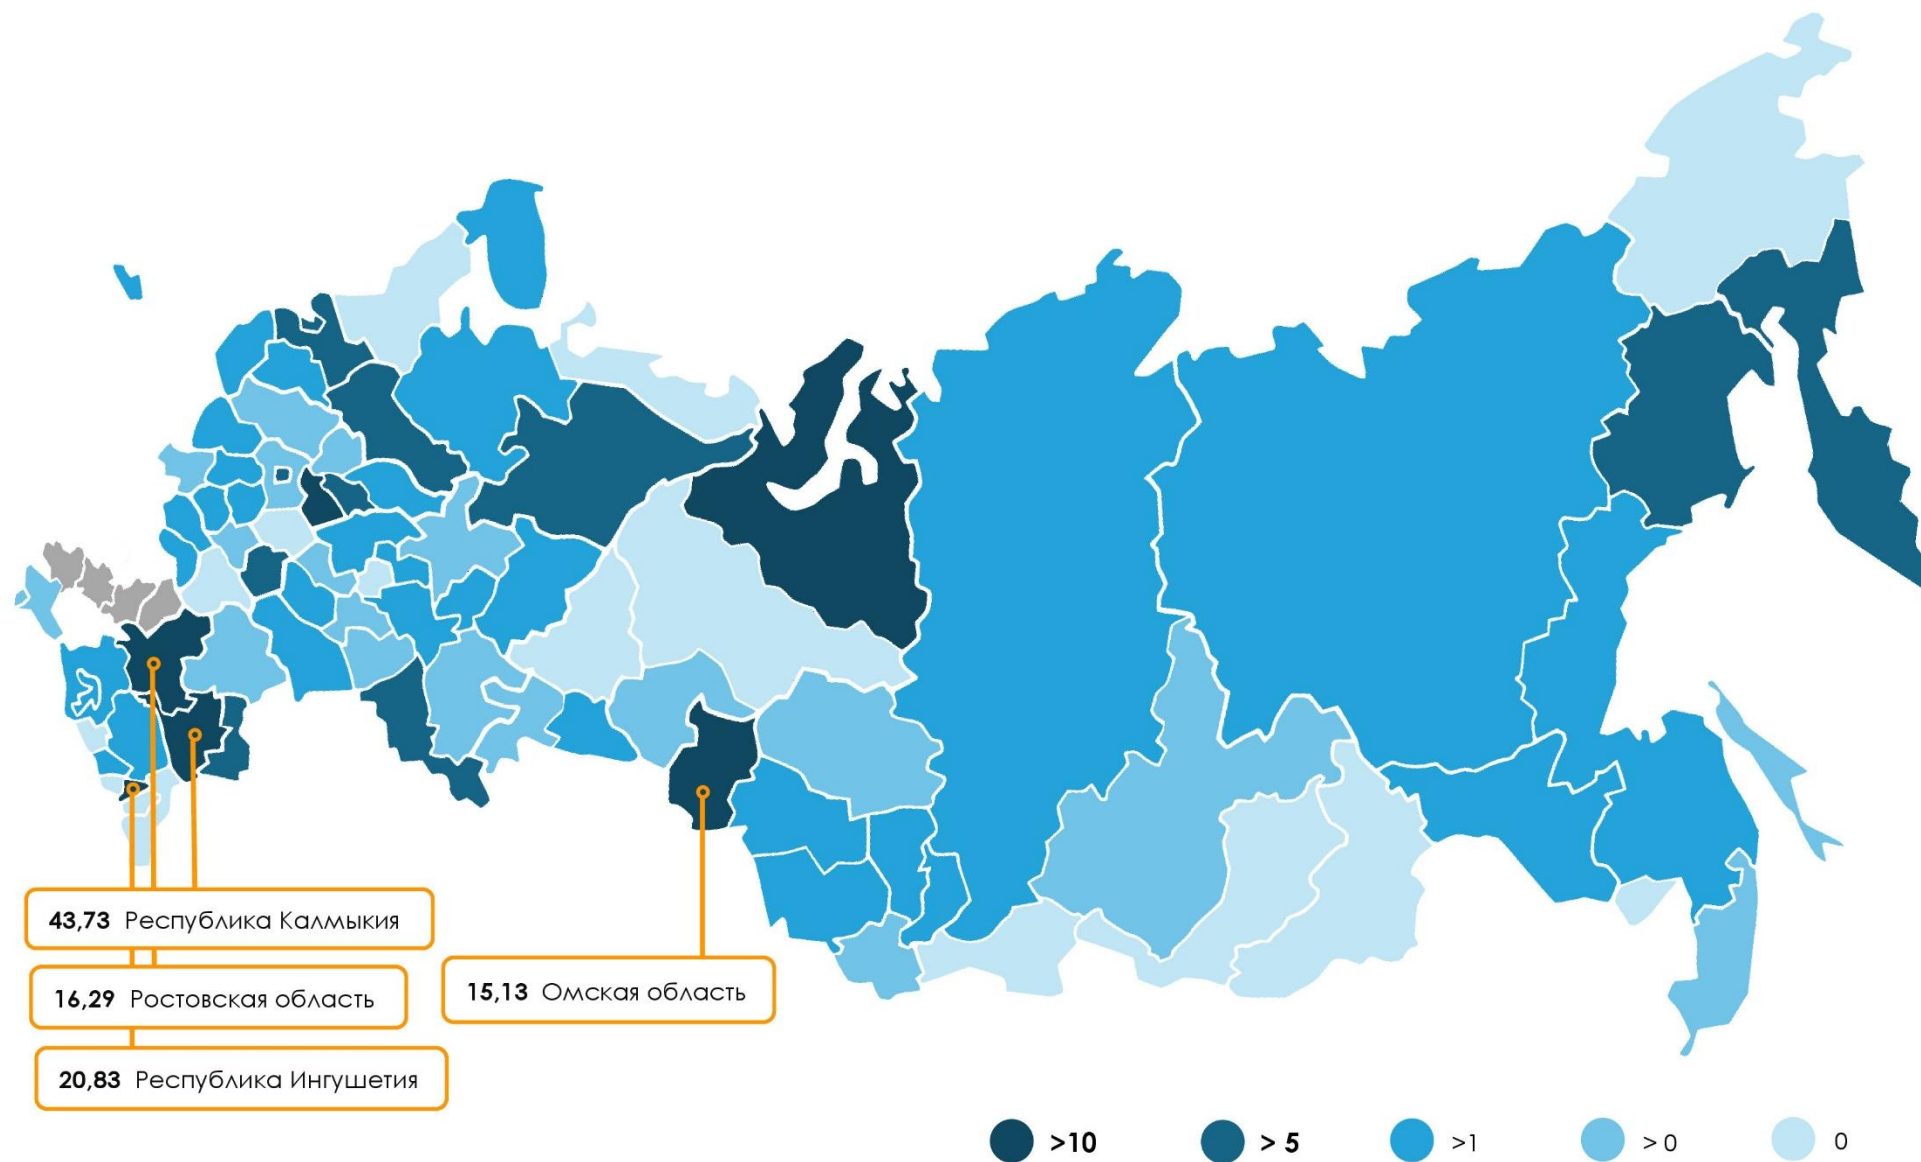 43,73 Республика Калмыкия
16,29 Ростовская область
20,83 Республика Ингушетия
15,13 Омская область
>10
> 5
>1
> 0
0